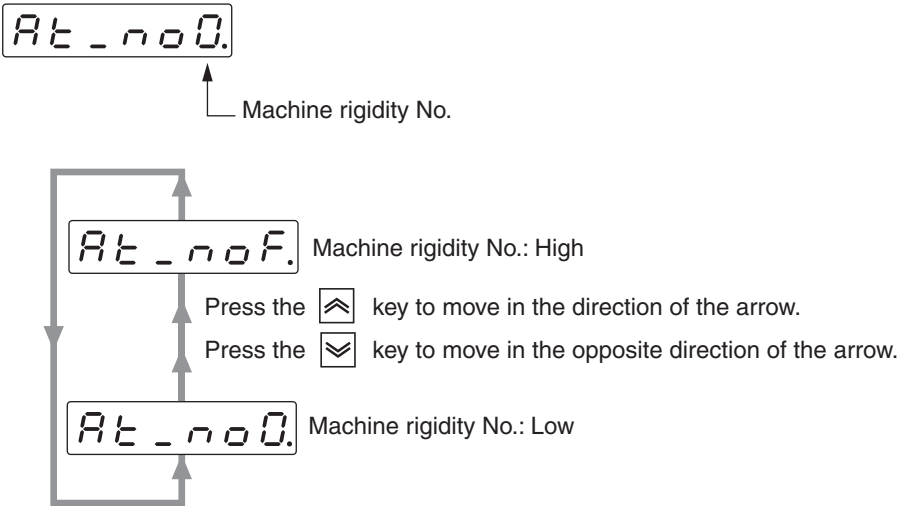 At_no0.
Machine rigidity No.
At_noF. Machine rigidity No.: High
Press the key to move in the direction of the arrow.
Press the key to move in the opposite direction of the arrow.
At_no0. Machine rigidity No.: Low